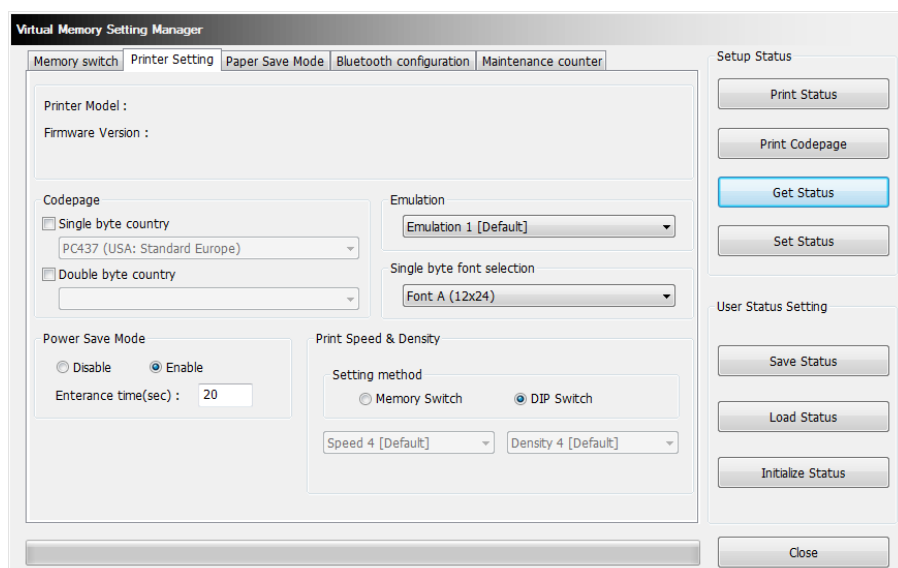 Virtual Memory Setting Manager
Memory switch Printer Setting Paper Save Mode Bluetooth configuration Maintenance counter
Printer Model :
Firmware Version :
Codepage
Single byte country
PC437 (USA: Standard Europe)
Double byte country
Emulation
Emulation 1 [Default]
Single byte font selection
Font A (12x24)
Power Save Mode
Disable Enable
Enterance time(sec) : 20
Print Speed & Density
Setting method
Memory Switch DIP Switch
Speed 4 [Default] Density 4 [Default]
Setup Status
Print Status
Print Codepage
Get Status
Set Status
User Status Setting
Save Status
Load Status
Initialize Status
Close